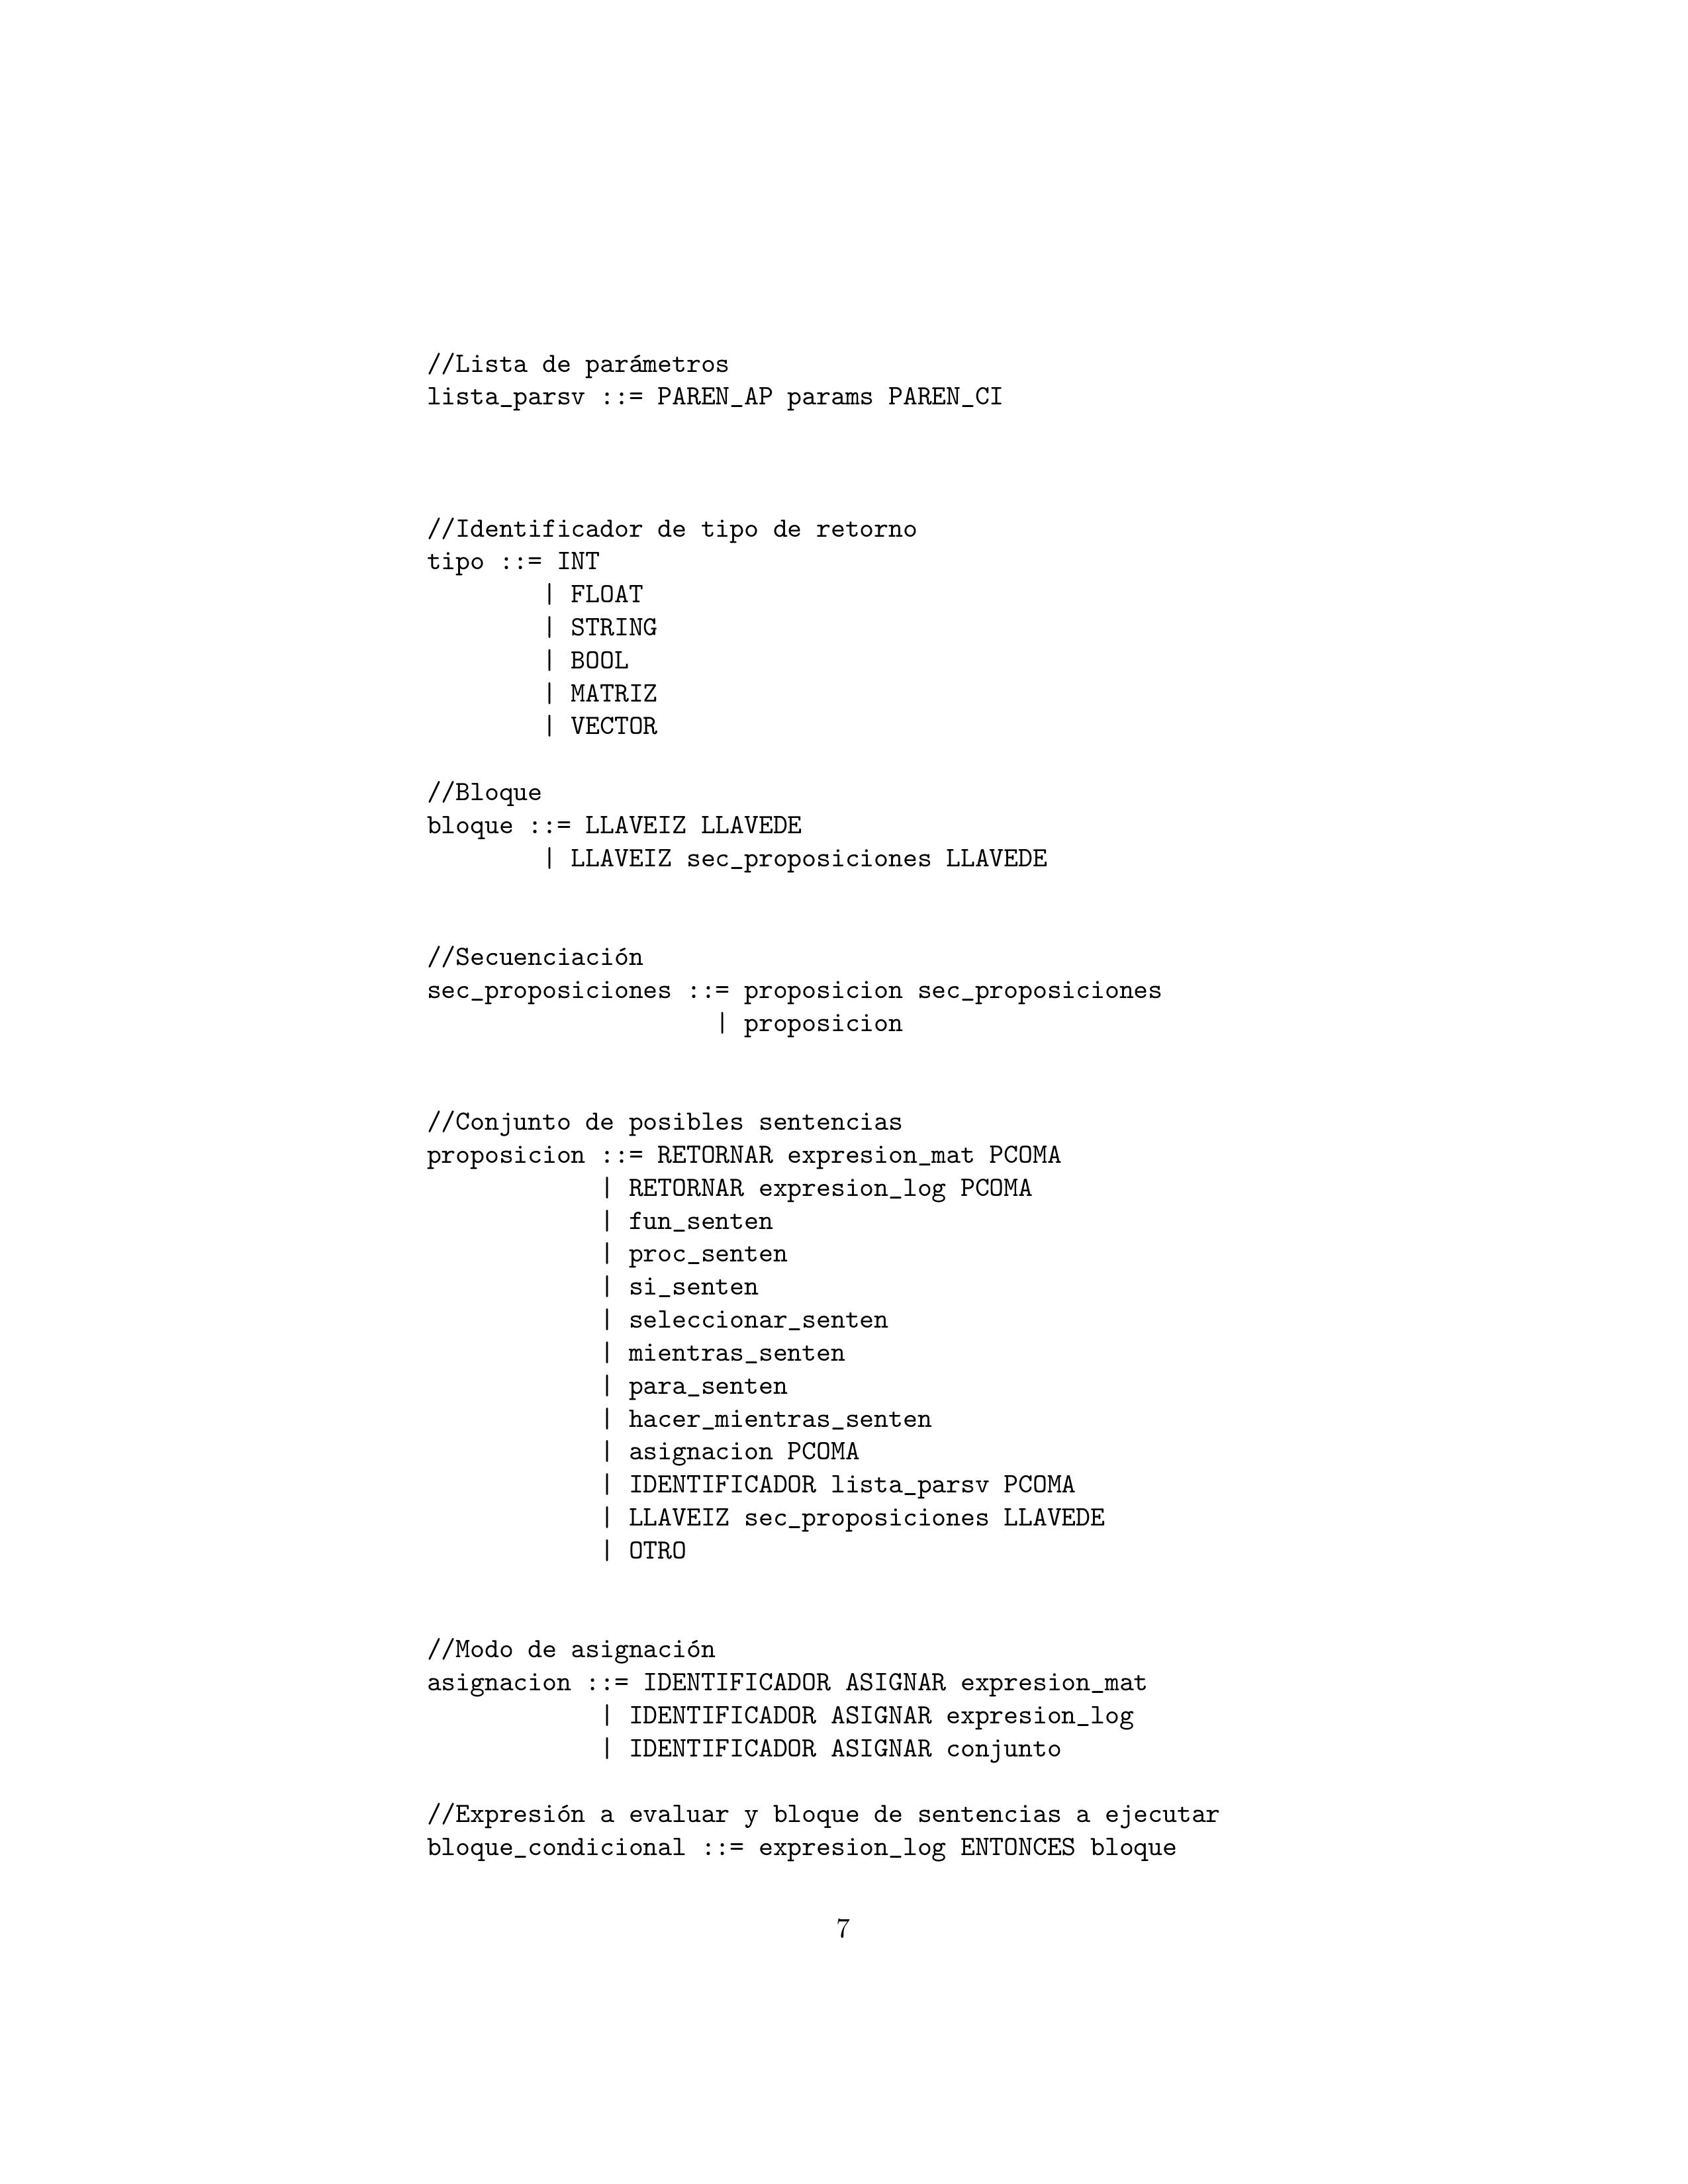 //Lista de parámetros
lista_parsv ::= PAREN_AP params PAREN_CI
//Identificador de tipo de retorno
tipo ::= INT
| FLOAT
| STRING
| BOOL
| MATRIZ
| VECTOR
//Bloque
bloque ::= LLAVEIZ LLAVEDE
| LLAVEIZ sec_proposiciones LLAVEDE
//Secuenciación
sec_proposiciones ::= proposicion sec_proposiciones
| proposicion
//Conjunto de posibles sentencias
proposicion ::= RETORNAR expresion_mat PCOMA
| RETORNAR expresion_log PCOMA
| fun_senten
| proc_senten
| si_senten
| seleccionar_senten
| mientras_senten
| para_senten
| hacer_mientras_senten
| asignacion PCOMA
| IDENTIFICADOR lista_parsv PCOMA
| LLAVEIZ sec_proposiciones LLAVEDE
| OTRO
//Modo de asignación
asignacion ::= IDENTIFICADOR ASIGNAR expresion_mat
| IDENTIFICADOR ASIGNAR expresion_log
| IDENTIFICADOR ASIGNAR conjunto
//Expresión a evaluar y bloque de sentencias a ejecutar
bloque_condicional ::= expresion_log ENTONCES bloque
7